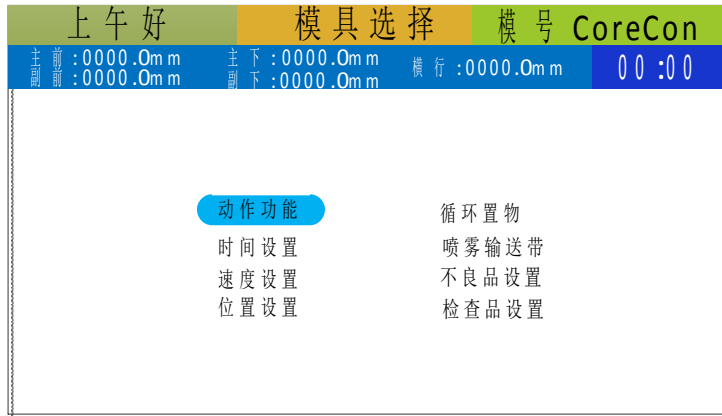 上午好 模具选择 模号 CoreCon
主前:0000.0mm 主下:0000.0mm 横行:0000.0mm 00:00
副前:0000.0mm 副下:0000.0mm
动作功能 循环置物
时间设置 喷雾输送带
速度设置 不良品设置
位置设置 检查品设置